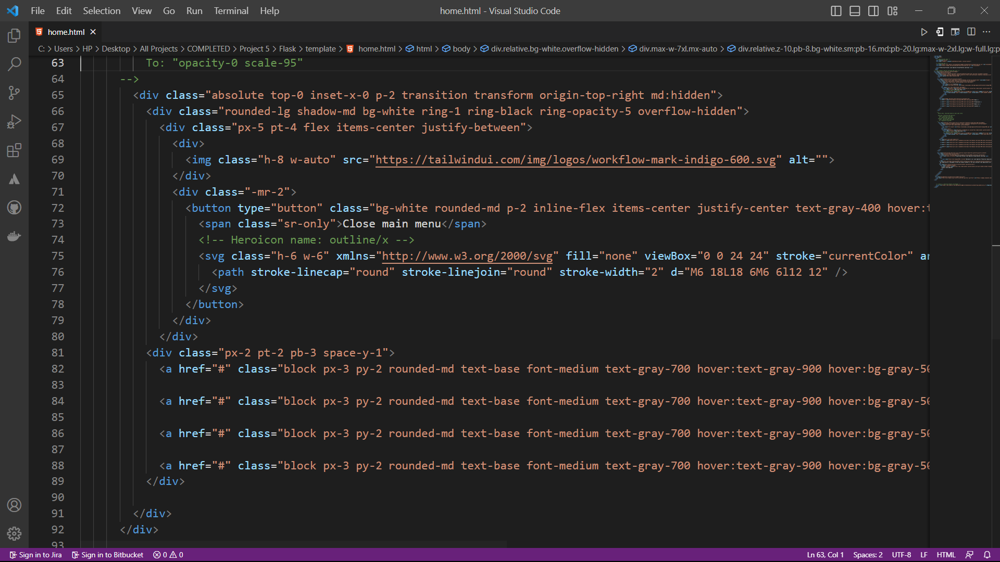 File Edit Selection View Go Run Terminal Help home.html - Visual Studio Code
home.html
C: > Users > HP > Desktop > All Projects > COMPLETED > Project 5 > Flask > template > home.html > html > body > div.relative.bg-white.overflow-hidden > div.max-w-7xl.mx-auto > div.relative.z-10.pb-8.bg-white.sm:pb-16.md:pb-20.lg:max-w-2xl.lg:w-full.lg:p
63 To: "opacity-0 scale-95"
64 -->
65 <div class="absolute top-0 inset-x-0 p-2 transition transform origin-top-right md:hidden">
66 <div class="rounded-lg shadow-md bg-white ring-1 ring-black ring-opacity-5 overflow-hidden">
67 <div class="px-5 pt-4 flex items-center justify-between">
68 <div>
69 <img class="h-8 w-auto" src="https://tailwindui.com/img/logos/workflow-mark-indigo-600.svg" alt="">
70 </div>
71 <div class="-mr-2">
72 <button type="button" class="bg-white rounded-md p-2 inline-flex items-center justify-center text-gray-400 hover:t
73 <span class="sr-only">Close main menu</span>
74 <!-- Heroicon name: outline/x -->
75 <svg class="h-6 w-6" xmlns="http://www.w3.org/2000/svg" fill="none" viewBox="0 0 24 24" stroke="currentColor" ar
76 <path stroke-linecap="round" stroke-linejoin="round" stroke-width="2" d="M6 18L18 6M6 6l12 12" />
77 </svg>
78 </button>
79 </div>
80 </div>
81 <div class="px-2 pt-2 pb-3 space-y-1">
82 <a href="#" class="block px-3 py-2 rounded-md text-base font-medium text-gray-700 hover:text-gray-900 hover:bg-gray-50
83
84 <a href="#" class="block px-3 py-2 rounded-md text-base font-medium text-gray-700 hover:text-gray-900 hover:bg-gray-50
85
86 <a href="#" class="block px-3 py-2 rounded-md text-base font-medium text-gray-700 hover:text-gray-900 hover:bg-gray-50
87
88 <a href="#" class="block px-3 py-2 rounded-md text-base font-medium text-gray-700 hover:text-gray-900 hover:bg-gray-50
89 </div>
90
91 </div>
92 </div>
93
Sign in to Jira Sign in to Bitbucket 0 0 Ln 63, Col 1 Spaces: 2 UTF-8 LF HTML